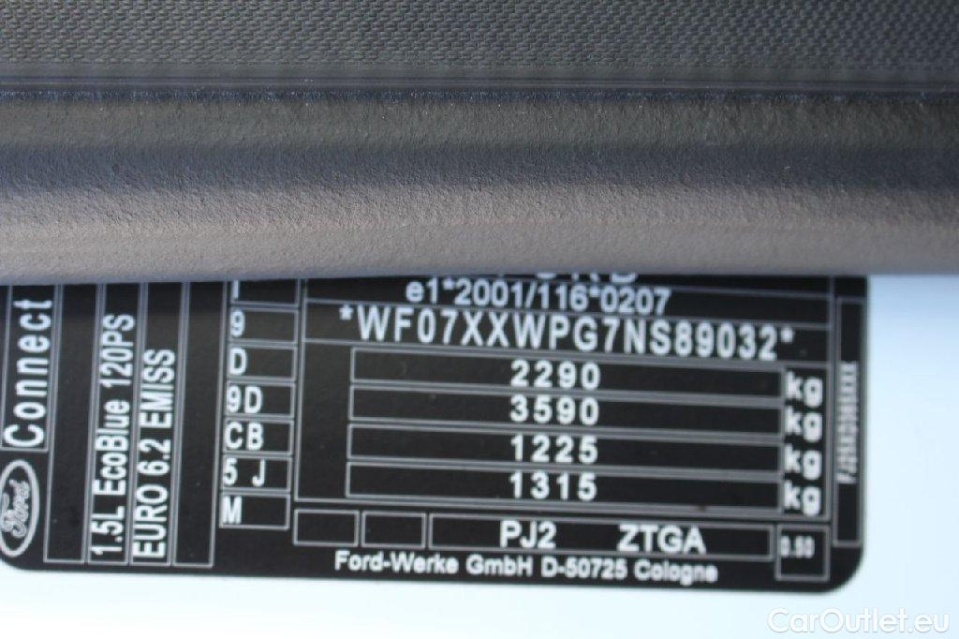 FORD
e1*2001/116*0207
*WF07XXWPG7NS89032*
2290 kg
3590 kg
1225 kg
1315 kg
PJ2 ZTGA
0.50
Ford-Werke GmbH D-50725 Cologne
9
D
9D
CB
5 J
M
Ford Connect
1.5L EcoBlue 120PS
EURO 6.2 EMISS
CarOutlet.eu